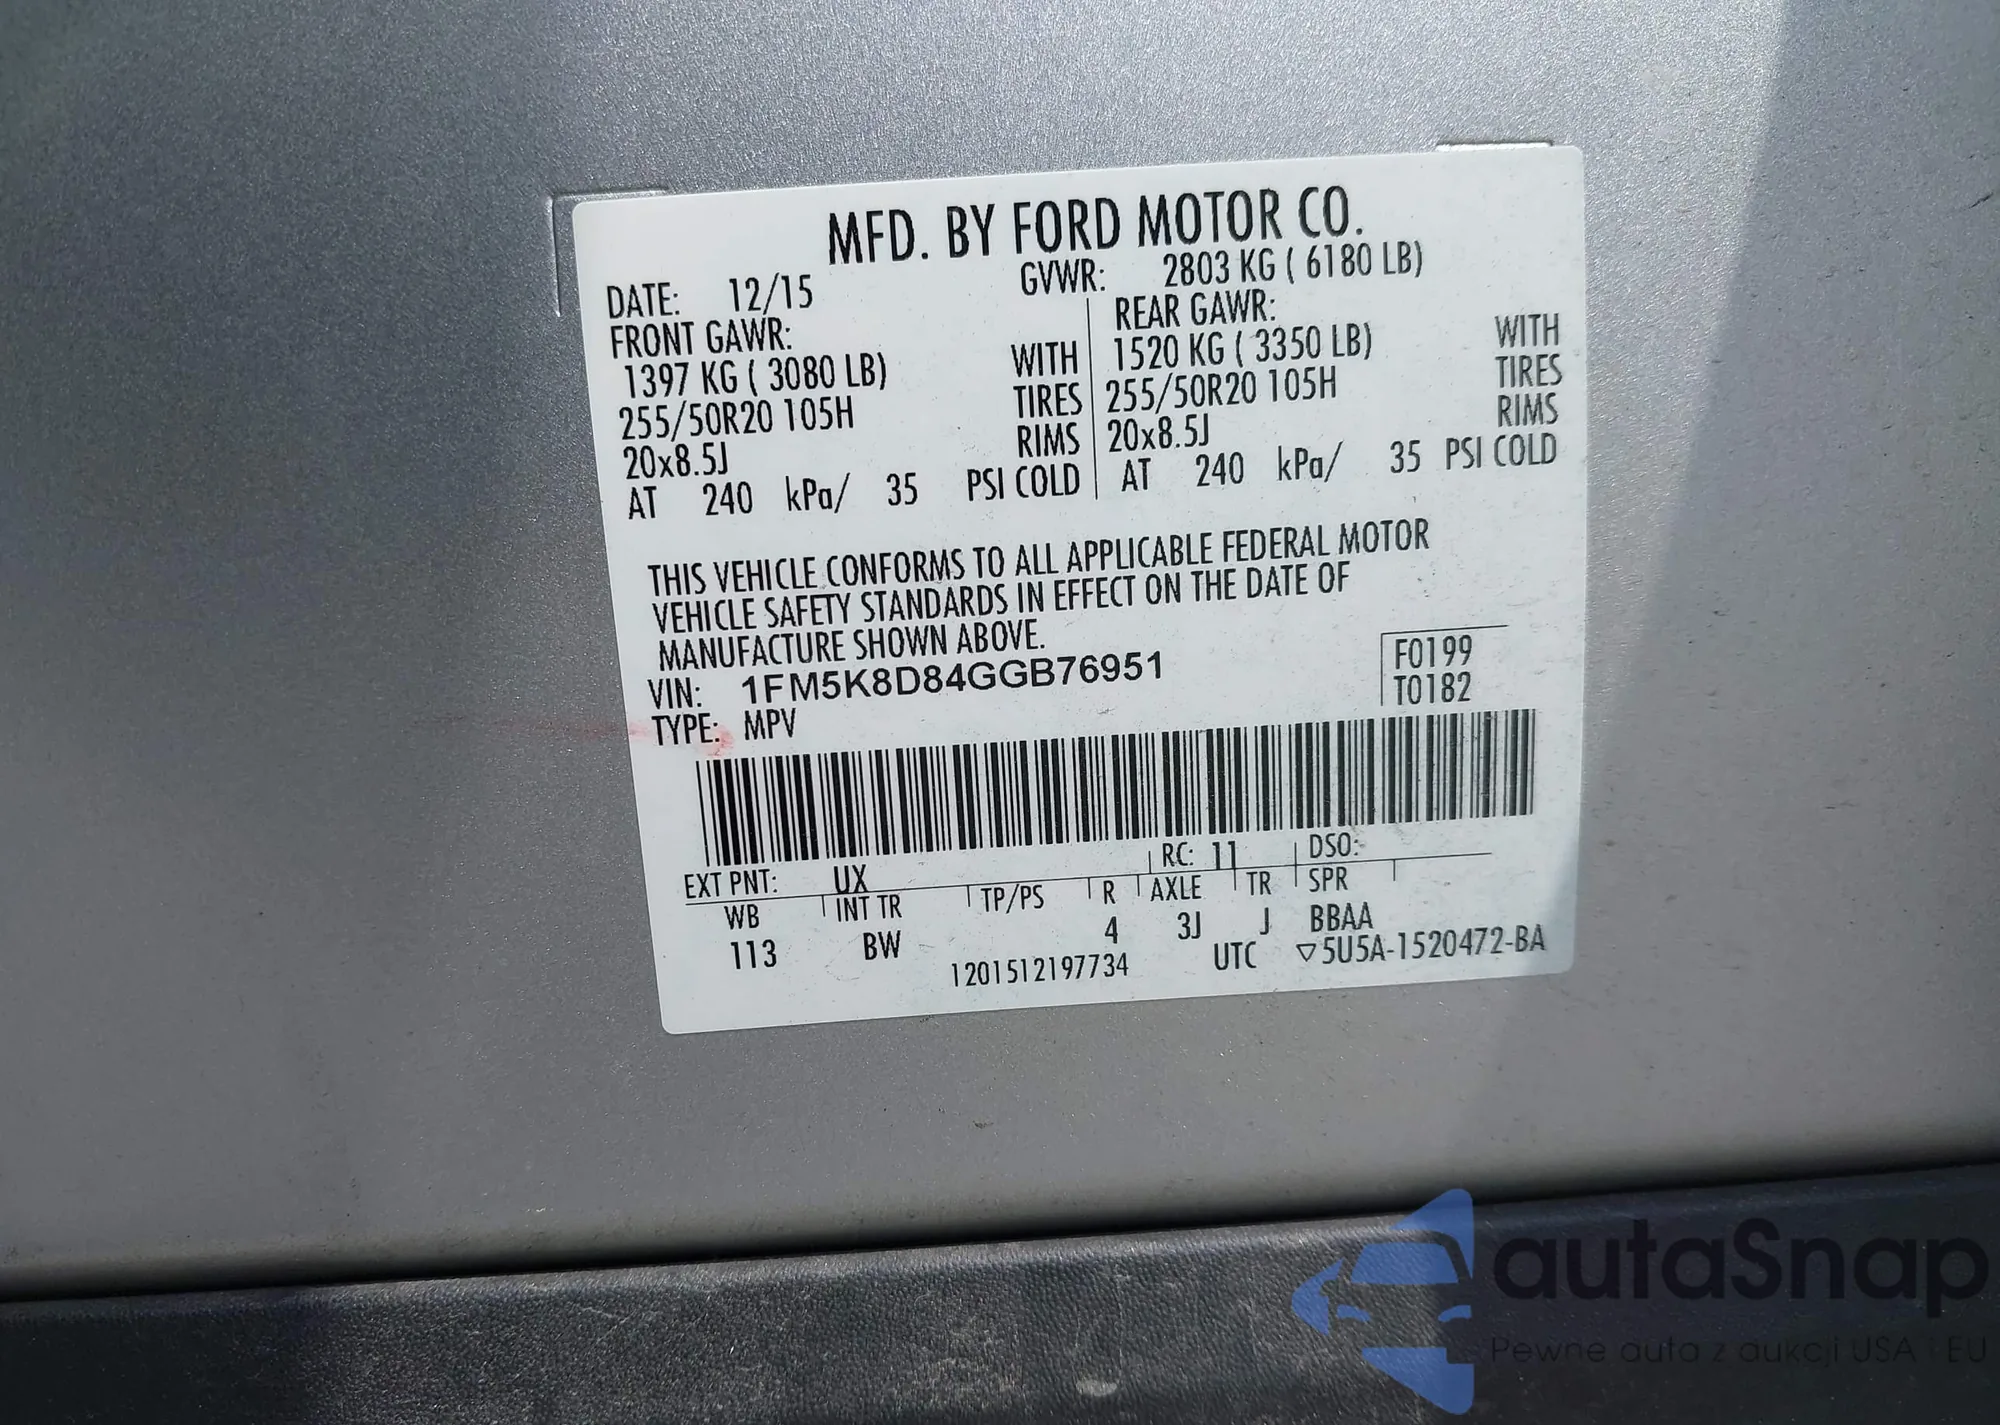 MFD. BY FORD MOTOR CO.
DATE: 12/15 GVWR: 2803 KG ( 6180 LB)
FRONT GAWR: REAR GAWR:
1397 KG ( 3080 LB) WITH 1520 KG ( 3350 LB) WITH
255/50R20 105H TIRES 255/50R20 105H TIRES
20x8.5J RIMS 20x8.5J RIMS
AT 240 kPa/ 35 PSI COLD AT 240 kPa/ 35 PSI COLD
THIS VEHICLE CONFORMS TO ALL APPLICABLE FEDERAL MOTOR
VEHICLE SAFETY STANDARDS IN EFFECT ON THE DATE OF
MANUFACTURE SHOWN ABOVE.
VIN: 1FM5K8D84GGB76951 F0199
TYPE: MPV T0182
EXT PNT: UX RC: 11 DSO:
WB INT TR TP/PS R AXLE TR SPR
113 BW 4 3J J BBAA
1201512197734 UTC ▽5U5A-1520472-BA
autaSnap
Pewne auta z aukcji USA i EU